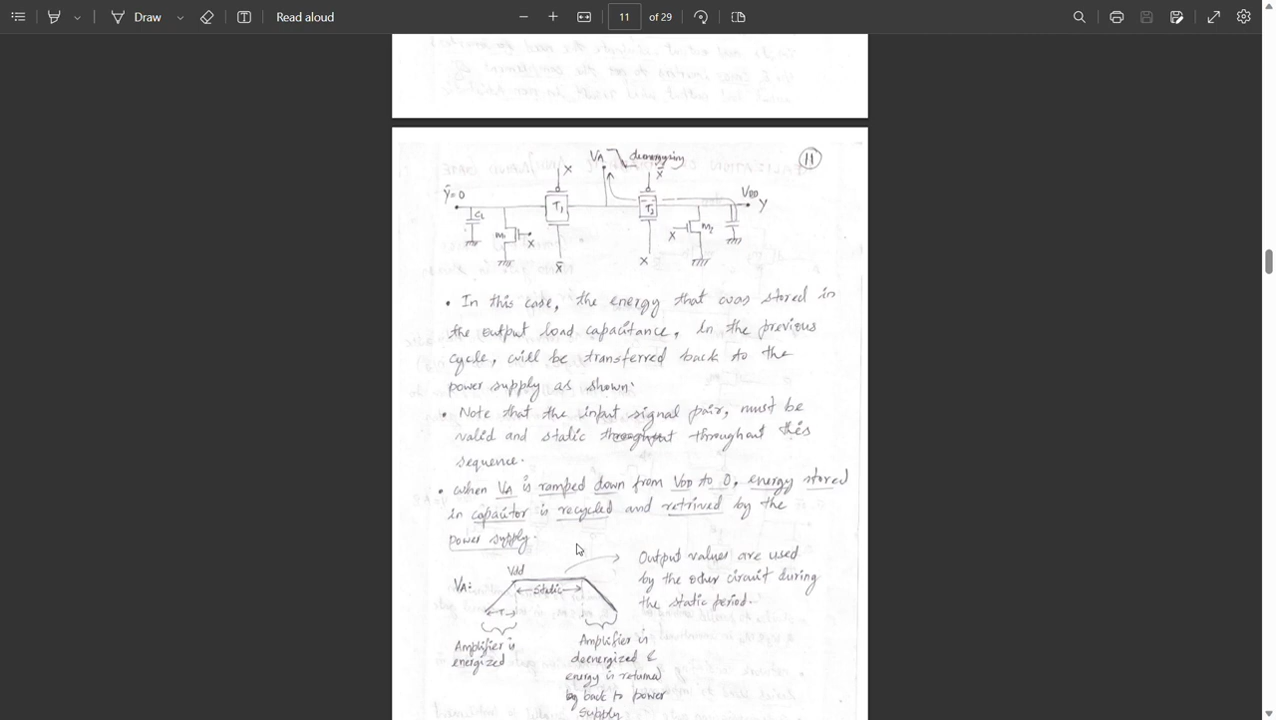 Draw
Read aloud
11
of 29
11
VA
deenergising
X
X̄
Ȳ=0
VDD
Y
T1
T2
CL
M1
X
X
M2
X̄
X
• In this case, the energy that was stored in
the output load capacitance, in the previous
cycle, will be transferred back to the
power supply as shown.
• Note that the input signal pair, must be
valid and static throughout this
sequence.
• When VA is ramped down from VDD to 0, energy stored
in capacitor is recycled and retrived by the
power supply.
Output values are used
by the other circuit during
the static period.
Vdd
VA:
static
T
Amplifier is
energized
Amplifier is
deenergized &
energy is returned
back to power
supply